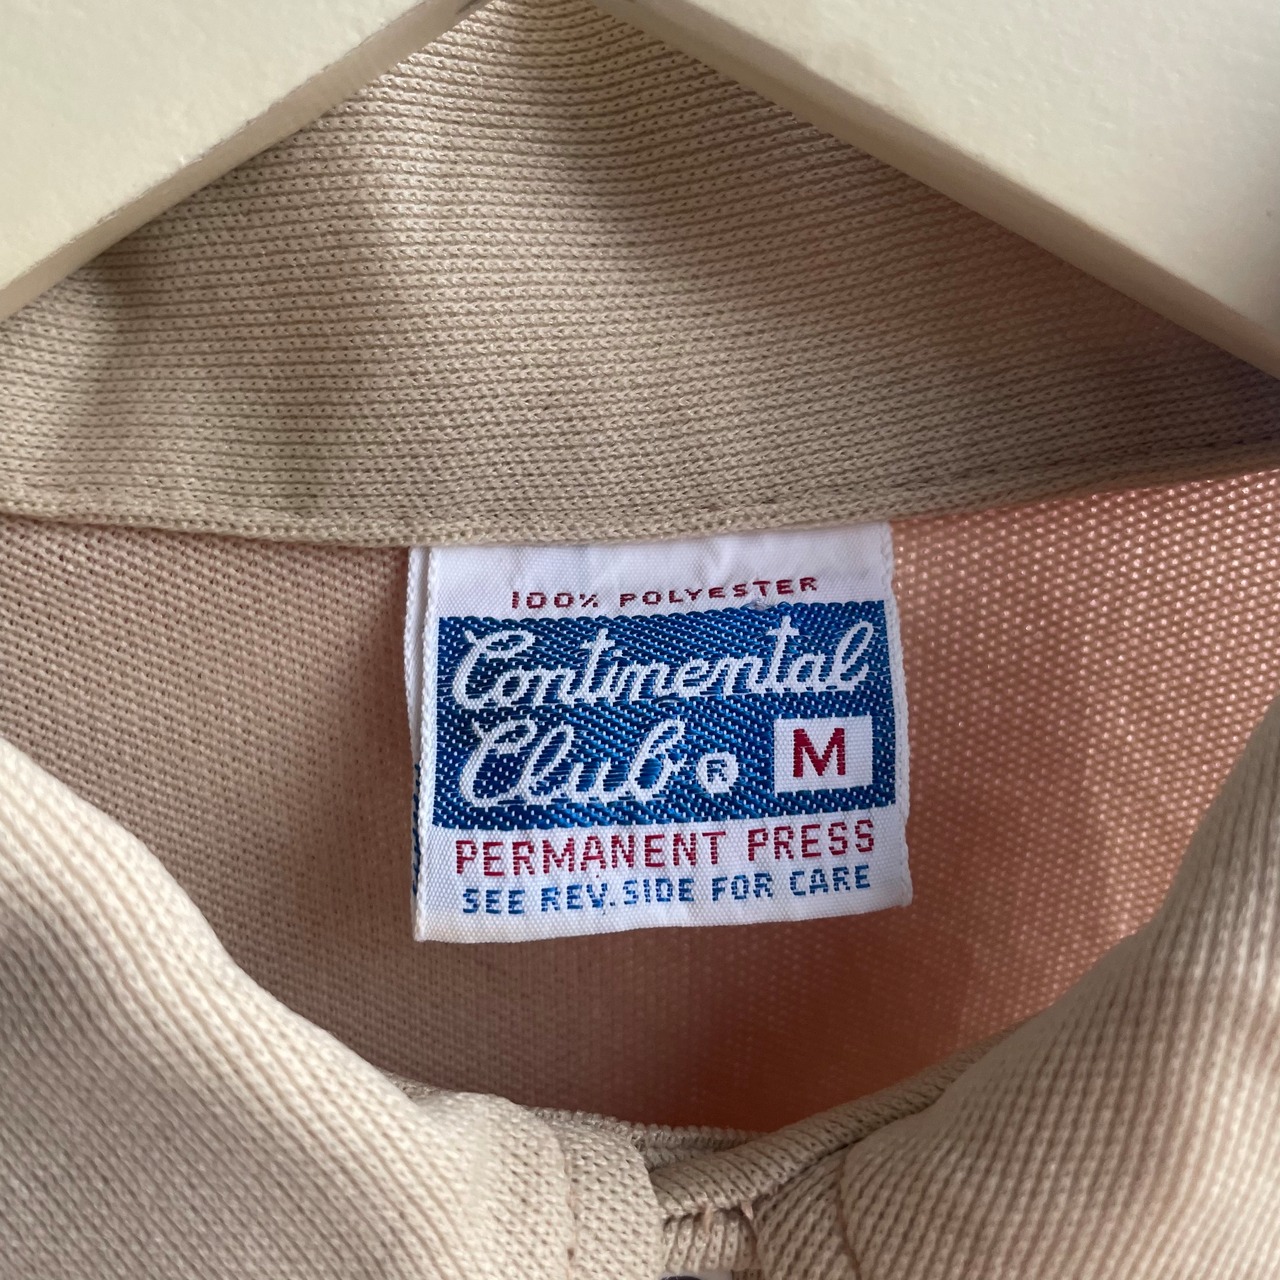 100% POLYESTER
Continental
Club ® M
PERMANENT PRESS
SEE REV. SIDE FOR CARE